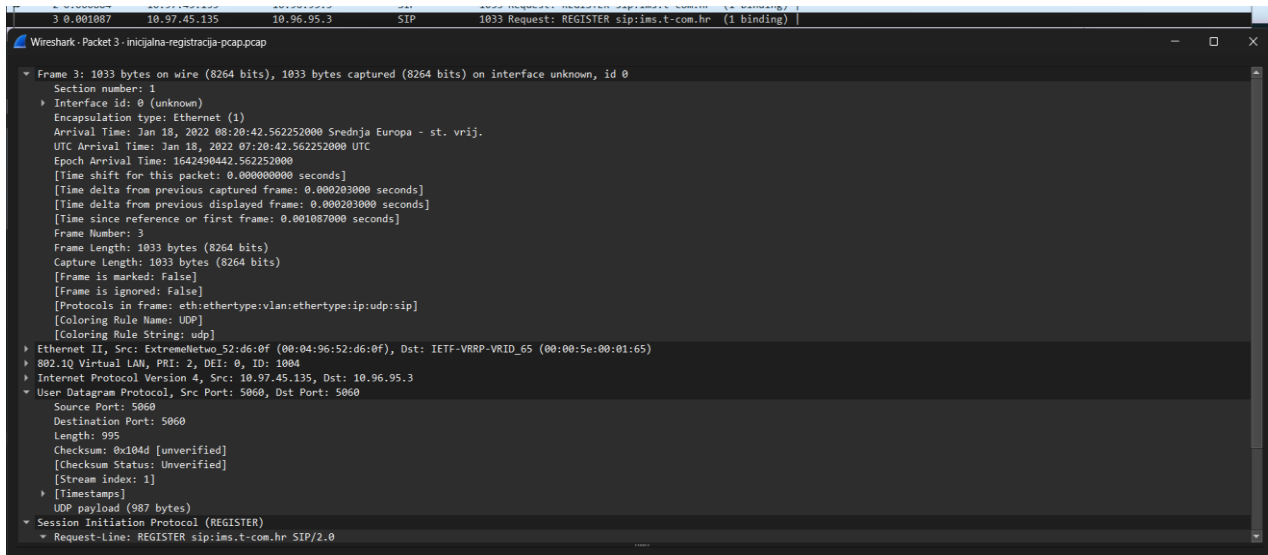 3 0.001087 10.97.45.135 10.96.95.3 SIP 1033 Request: REGISTER sip:ims.t-com.hr (1 binding) |
Wireshark · Packet 3 · inicijalna-registracija-pcap.pcap
Frame 3: 1033 bytes on wire (8264 bits), 1033 bytes captured (8264 bits) on interface unknown, id 0
Section number: 1
Interface id: 0 (unknown)
Encapsulation type: Ethernet (1)
Arrival Time: Jan 18, 2022 08:20:42.562252000 Srednja Europa - st. vrij.
UTC Arrival Time: Jan 18, 2022 07:20:42.562252000 UTC
Epoch Arrival Time: 1642490442.562252000
[Time shift for this packet: 0.000000000 seconds]
[Time delta from previous captured frame: 0.000203000 seconds]
[Time delta from previous displayed frame: 0.000203000 seconds]
[Time since reference or first frame: 0.001087000 seconds]
Frame Number: 3
Frame Length: 1033 bytes (8264 bits)
Capture Length: 1033 bytes (8264 bits)
[Frame is marked: False]
[Frame is ignored: False]
[Protocols in frame: eth:ethertype:vlan:ethertype:ip:udp:sip]
[Coloring Rule Name: UDP]
[Coloring Rule String: udp]
Ethernet II, Src: ExtremeNetwo_52:d6:0f (00:04:96:52:d6:0f), Dst: IETF-VRRP-VRID_65 (00:00:5e:00:01:65)
802.1Q Virtual LAN, PRI: 2, DEI: 0, ID: 1004
Internet Protocol Version 4, Src: 10.97.45.135, Dst: 10.96.95.3
User Datagram Protocol, Src Port: 5060, Dst Port: 5060
Source Port: 5060
Destination Port: 5060
Length: 995
Checksum: 0x104d [unverified]
[Checksum Status: Unverified]
[Stream index: 1]
[Timestamps]
UDP payload (987 bytes)
Session Initiation Protocol (REGISTER)
Request-Line: REGISTER sip:ims.t-com.hr SIP/2.0